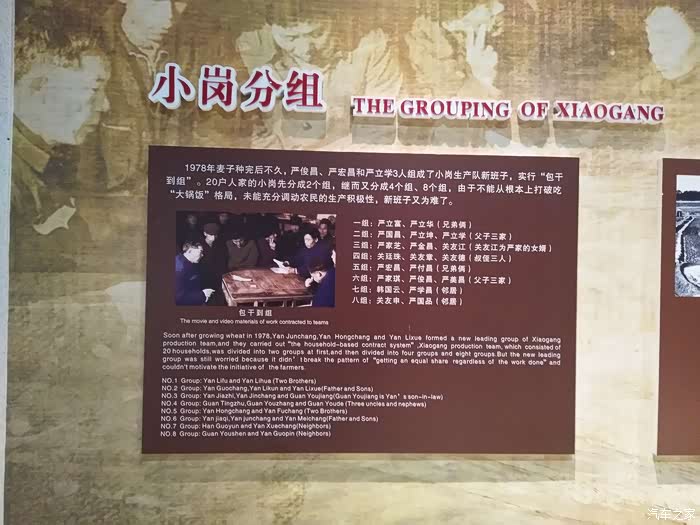 小岗分组
THE GROUPING OF XIAOGANG
1978年麦子种完后不久，严俊昌、严宏昌和严立学3人组成了小岗生产队新班子，实行“包干
到组”。20户人家的小岗先分成2个组，继而又分成4个组、8个组，由于不能从根本上打破吃
“大锅饭”格局，未能充分调动农民的生产积极性，新班子又为难了。
一组：严立富、严立华（兄弟俩）
二组：严国昌、严立坤、严立学（父子三家）
三组：严家芝、严金昌、关友江（关友江为严家的女婿）
四组：关廷珠、关友章、关友德（叔侄三人）
五组：严宏昌、严付昌（兄弟俩）
六组：严家琪、严俊昌、严美昌（父子三家）
七组：韩国云、严学昌（邻居）
八组：关友申、严国品（邻居）
包干到组
The movie and video materials of work contracted to teams
Soon after growing wheat in 1978,Yan Junchang,Yan Hongchang and Yan Lixue formed a new leading group of Xiaogang
production team,and they carried out "the household-based contract system" ,Xiaogang production team,which consisted of
20 households,was divided into two groups at first,and then divided into four groups and eight groups.But the new leading
group was still worried because it didn' t break the pattern of "getting an equal share regardless of the work done" and
couldn't motivate the initiative of the farmers.
NO.1 Group: Yan Lifu and Yan Lihua (Two Brothers)
NO.2 Group: Yan Guochang,Yan Likun and Yan Lixue(Father and Sons)
NO.3 Group: Yan Jiazhi,Yan Jinchang and Guan Youjiang(Guan Youjiang is Yan' s son-in-law)
NO.4 Group: Guan Tingzhu,Guan Youzhang and Guan Youde (Three uncles and nephews)
NO.5 Group: Yan Hongchang and Yan Fuchang (Two Brothers)
NO.6 Group: Yan jiaqi,Yan junchang and Yan Meichang(Father and Sons)
NO.7 Group: Han Guoyun and Yan Xuechang(Neighbors)
NO.8 Group: Guan Youshen and Yan Guopin (Neighbors)
汽车之家